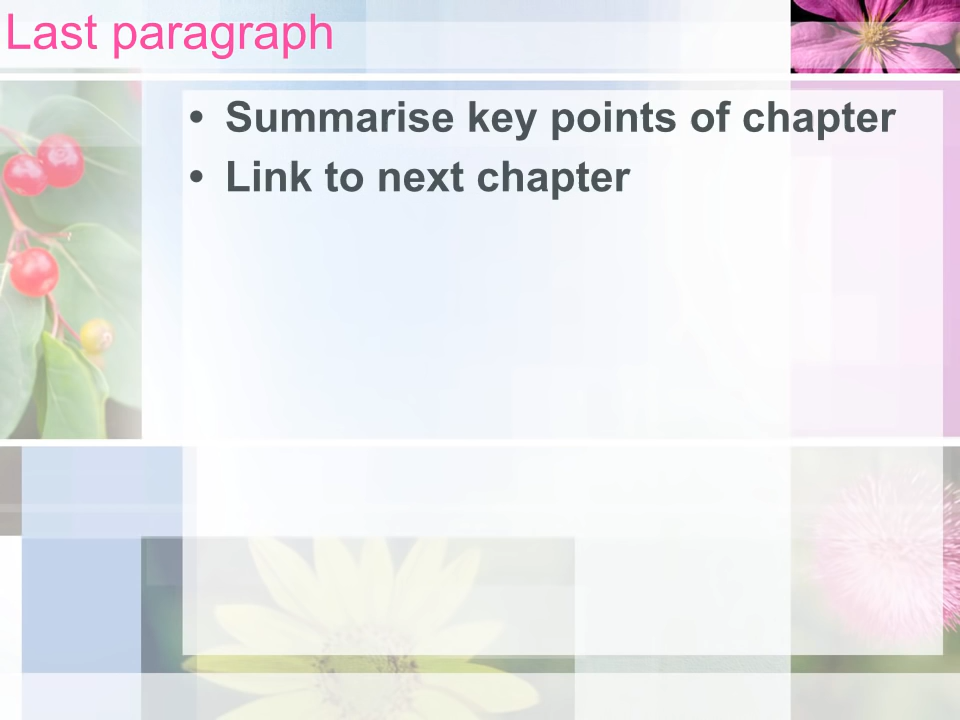 Last paragraph
• Summarise key points of chapter
• Link to next chapter